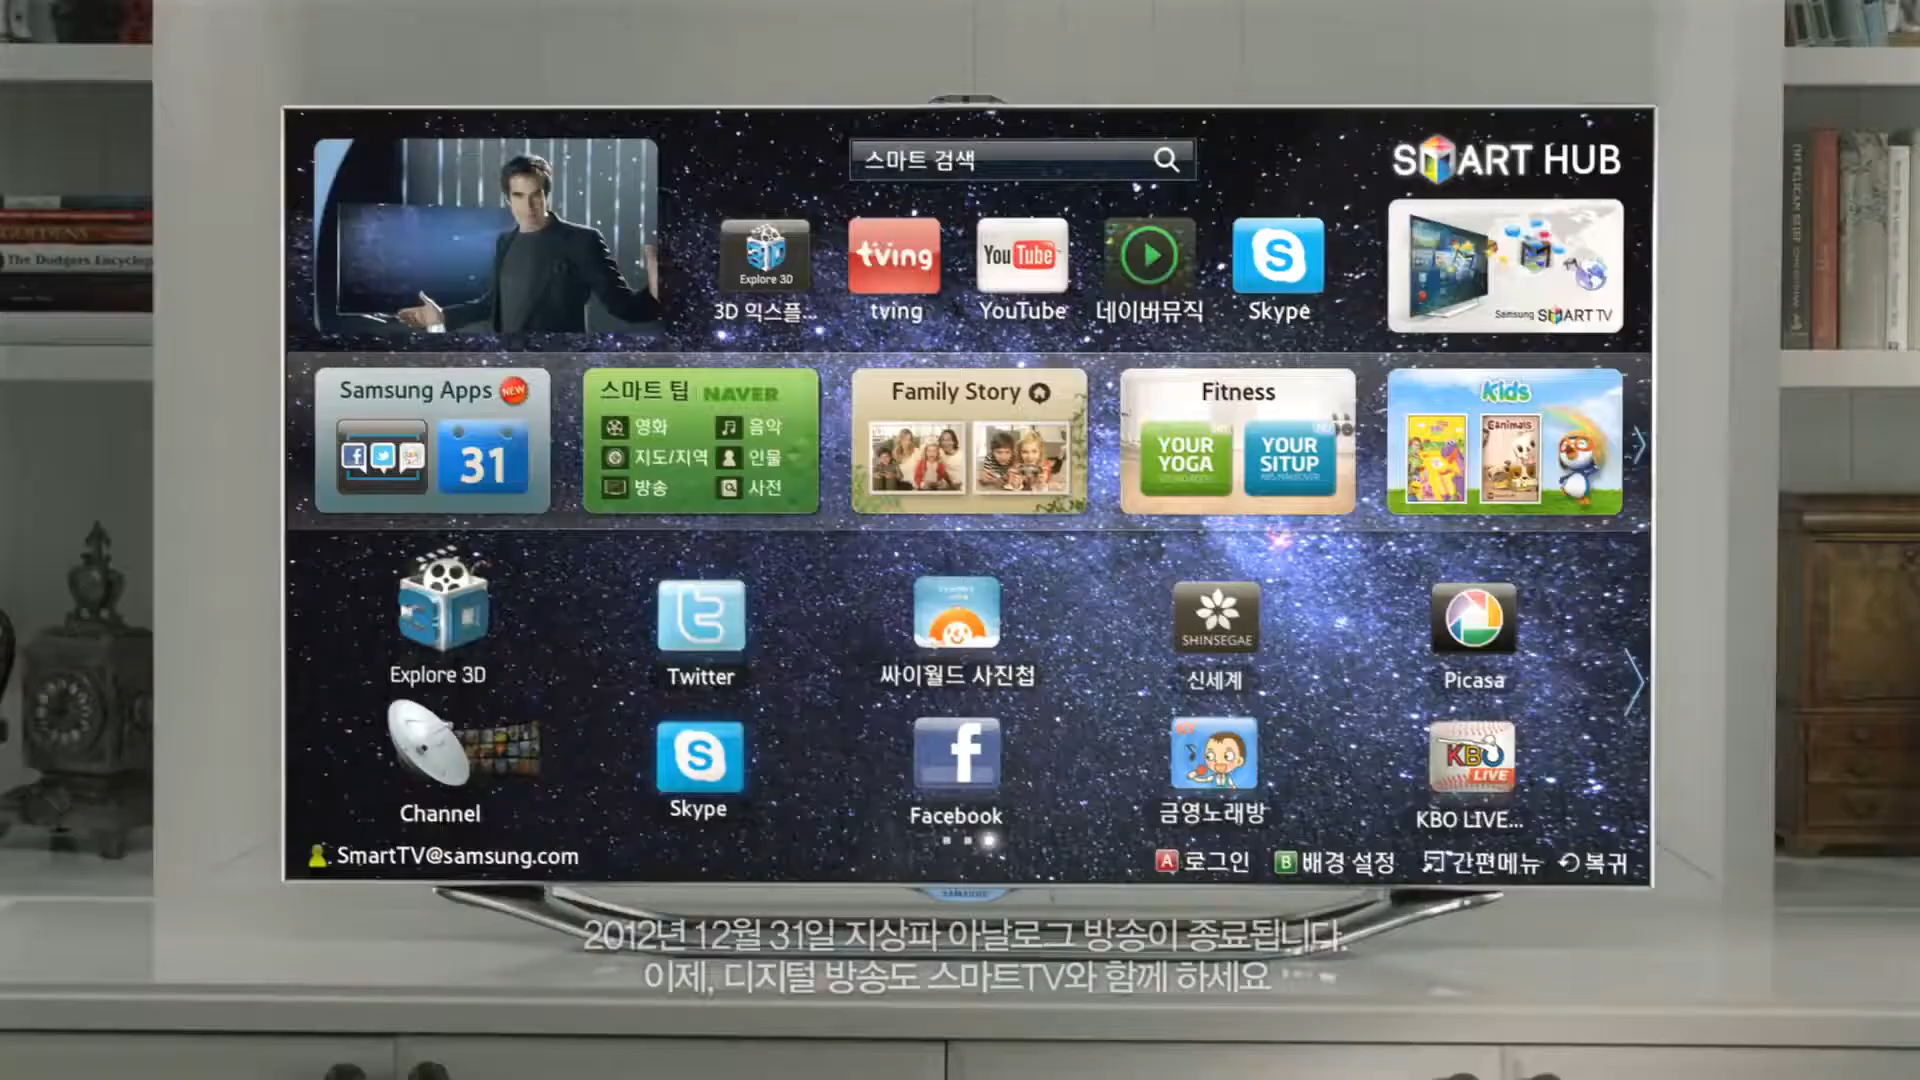 스마트 검색
SMART HUB
Explore 3D
3D 익스플...
tving
tving
YouTube
YouTube
네이버뮤직
Skype
Samsung SMART TV
Samsung Apps NEW
31
스마트 팁 NAVER
영화 음악
지도/지역 인물
방송 사전
Family Story
Fitness
YOUR YOGA
YOUR SITUP
Kids
Canimals
Explore 3D
Twitter
싸이월드 사진첩
SHINSEGAE
신세계
Picasa
Channel
Skype
Facebook
금영노래방
KBO LIVE
KBO LIVE...
SmartTV@samsung.com
A 로그인 B 배경 설정 간편메뉴 복귀
SAMSUNG
2012년 12월 31일 지상파 아날로그 방송이 종료됩니다.
이제, 디지털 방송도 스마트TV와 함께 하세요
The Dodgers Encyclop